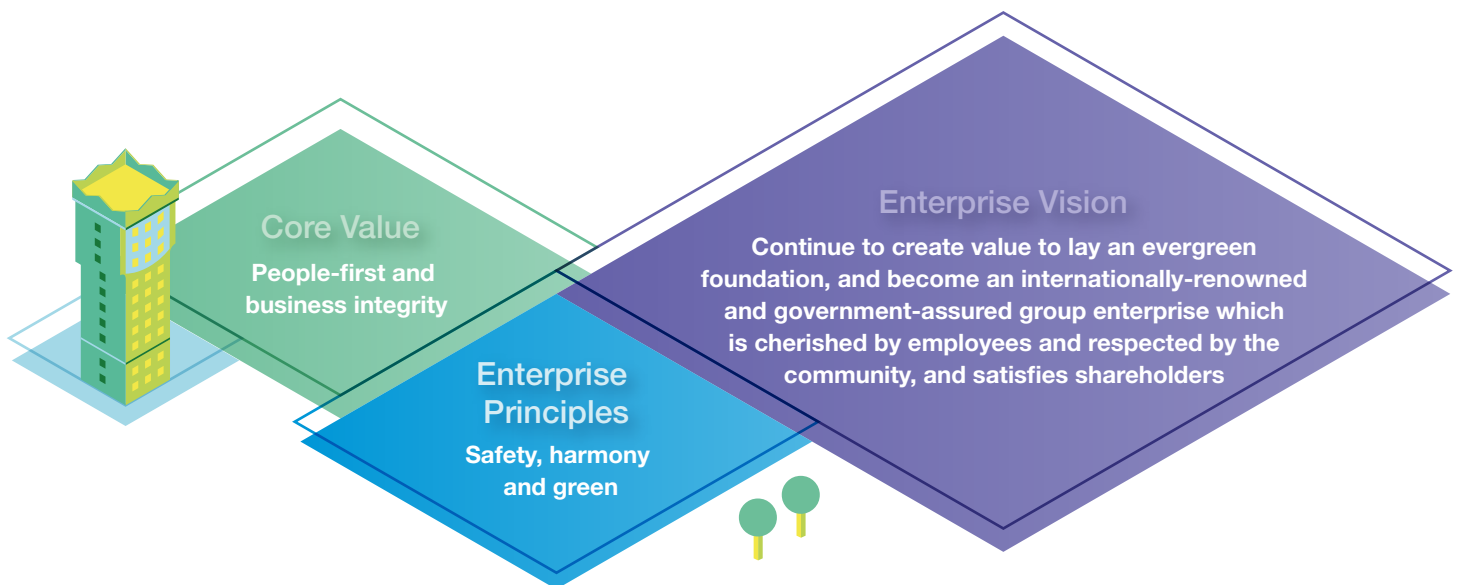 Core Value
People-first and
business integrity
Enterprise
Principles
Safety, harmony
and green
Enterprise Vision
Continue to create value to lay an evergreen
foundation, and become an internationally-renowned
and government-assured group enterprise which
is cherished by employees and respected by the
community, and satisfies shareholders